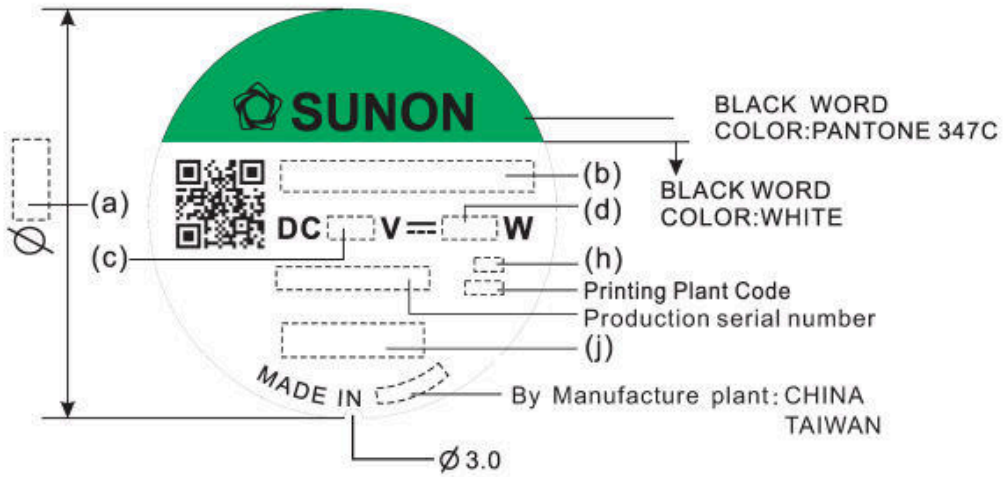 SUNON
BLACK WORD
COLOR:PANTONE 347C
(a)
(b)
BLACK WORD
COLOR:WHITE
DC V W
(d)
(c)
(h)
Printing Plant Code
Production serial number
(j)
MADE IN
By Manufacture plant: CHINA
TAIWAN
Ø
Ø3.0